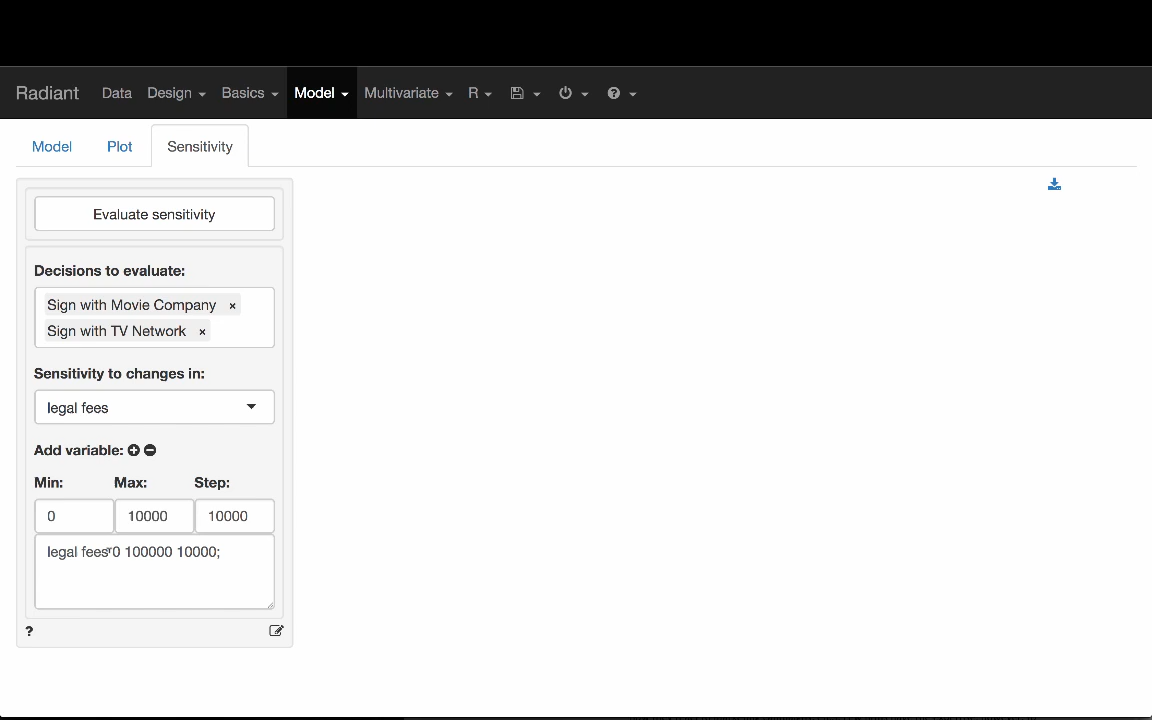 Radiant Data Design Basics Model Multivariate R
Model Plot Sensitivity
Evaluate sensitivity
Decisions to evaluate:
Sign with Movie Company ×
Sign with TV Network ×
Sensitivity to changes in:
legal fees
Add variable:
Min: Max: Step:
0 10000 10000
legal fees 0 100000 10000;
?